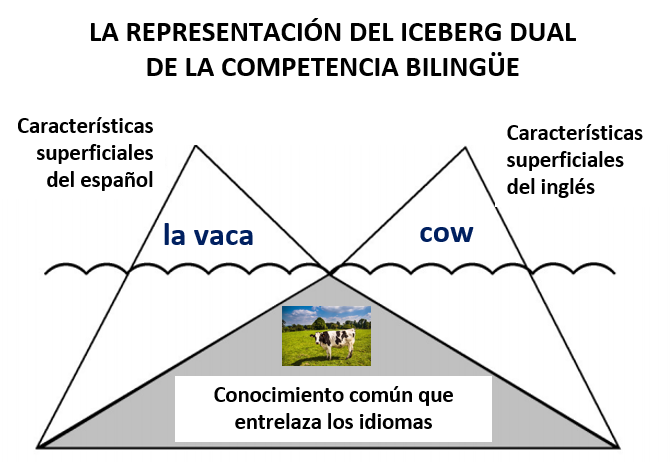 LA REPRESENTACIÓN DEL ICEBERG DUAL
DE LA COMPETENCIA BILINGÜE
Características
superficiales
del español
Características
superficiales
del inglés
la vaca
cow
Conocimiento común que
entrelaza los idiomas